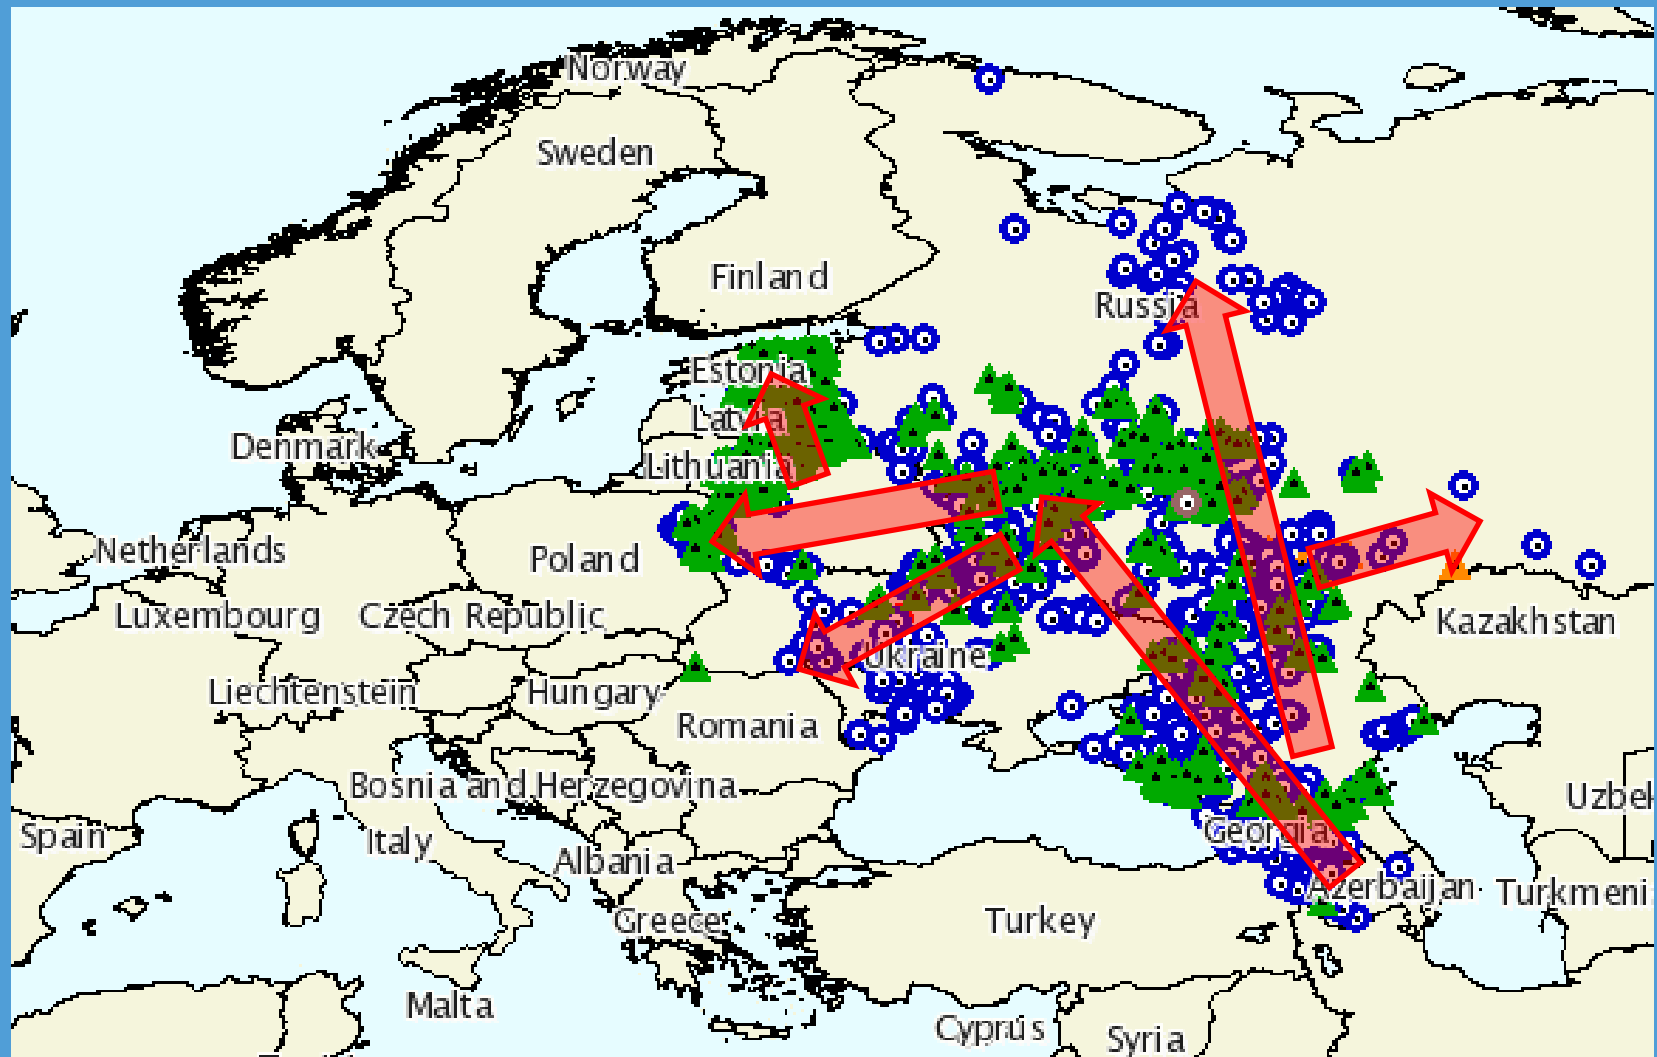 Norway
Sweden
Finland
Russia
Estonia
Latvia
Denmark
Lithuania
Netherlands
Poland
Luxembourg
Czech Republic
Kazakhstan
Ukraine
Liechtenstein
Hungary
Romania
Bosnia and Herzegovina
Uzbek
Spain
Italy
Georgia
Albania
Azerbaijan
Turkmeni
Greece
Turkey
Malta
Cyprus
Syria